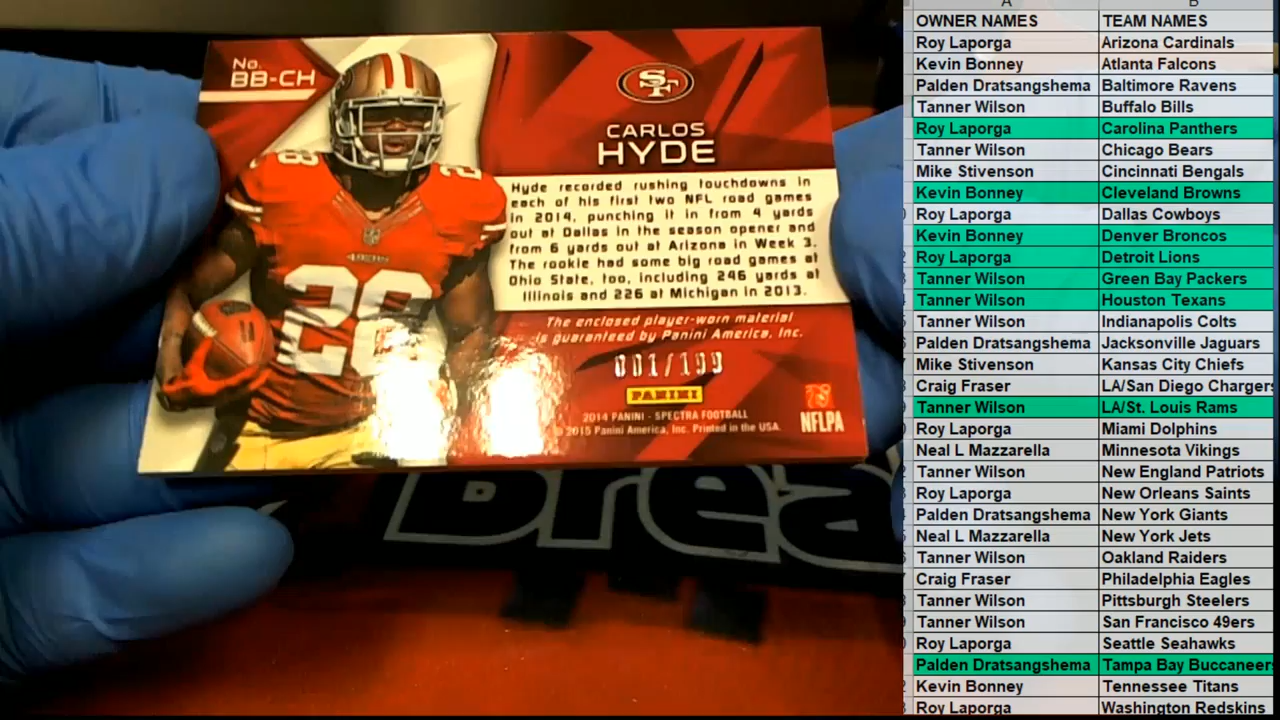 No.
BB-CH
SF
CARLOS
HYDE
Hyde recorded rushing touchdowns in
each of his first two NFL road games
in 2014, punching it in from 4 yards
out at Dallas in the season opener and
from 6 yards out at Arizona in Week 3.
The rookie had some big road games at
Ohio State, too, including 246 yards at
Illinois and 226 at Michigan in 2013.
The enclosed player-worn material
is guaranteed by Panini America, Inc.
001/199
PANINI
2014 PANINI - SPECTRA FOOTBALL
© 2015 Panini America, Inc. Printed in the USA.
NFLPA
28
28
28
Brea
A B
OWNER NAMES TEAM NAMES
Roy Laporga Arizona Cardinals
Kevin Bonney Atlanta Falcons
Palden Dratsangshema Baltimore Ravens
Tanner Wilson Buffalo Bills
Roy Laporga Carolina Panthers
Tanner Wilson Chicago Bears
Mike Stivenson Cincinnati Bengals
Kevin Bonney Cleveland Browns
Roy Laporga Dallas Cowboys
Kevin Bonney Denver Broncos
Roy Laporga Detroit Lions
Tanner Wilson Green Bay Packers
Tanner Wilson Houston Texans
Tanner Wilson Indianapolis Colts
Palden Dratsangshema Jacksonville Jaguars
Mike Stivenson Kansas City Chiefs
Craig Fraser LA/San Diego Chargers
Tanner Wilson LA/St. Louis Rams
Roy Laporga Miami Dolphins
Neal L Mazzarella Minnesota Vikings
Tanner Wilson New England Patriots
Roy Laporga New Orleans Saints
Palden Dratsangshema New York Giants
Neal L Mazzarella New York Jets
Tanner Wilson Oakland Raiders
Craig Fraser Philadelphia Eagles
Tanner Wilson Pittsburgh Steelers
Tanner Wilson San Francisco 49ers
Roy Laporga Seattle Seahawks
Palden Dratsangshema Tampa Bay Buccaneers
Kevin Bonney Tennessee Titans
Roy Laporga Washington Redskins